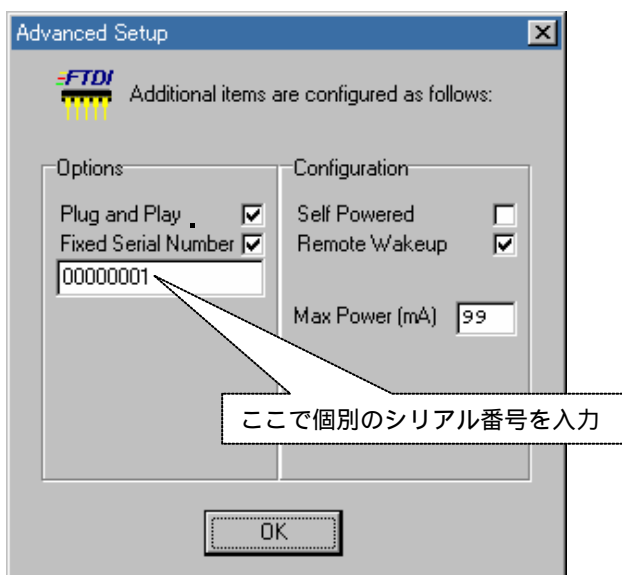 Advanced Setup
FTDI
Additional items are configured as follows:
Options
Plug and Play
Fixed Serial Number
00000001
Configuration
Self Powered
Remote Wakeup
Max Power (mA) 99
ここで個別のシリアル番号を入力
OK